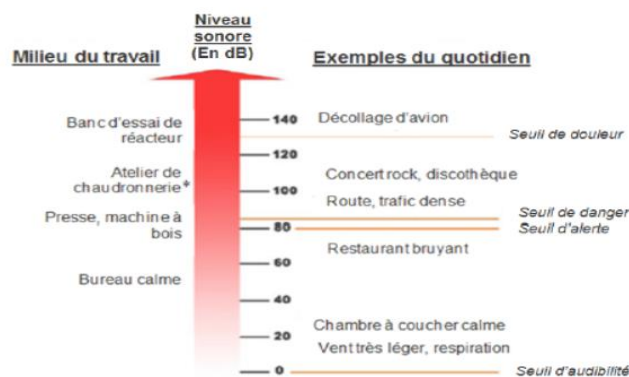 Niveau
sonore
(En dB)
Milieu du travail
Exemples du quotidien
140
Décollage d'avion
Banc d'essai de
réacteur
Seuil de douleur
120
Atelier de
chaudronnerie*
Concert rock, discothèque
100
Route, trafic dense
Presse, machine à
bois
Seuil de danger
80
Seuil d'alerte
Restaurant bruyant
60
Bureau calme
40
Chambre à coucher calme
20
Vent très léger, respiration
0
Seuil d'audibilité